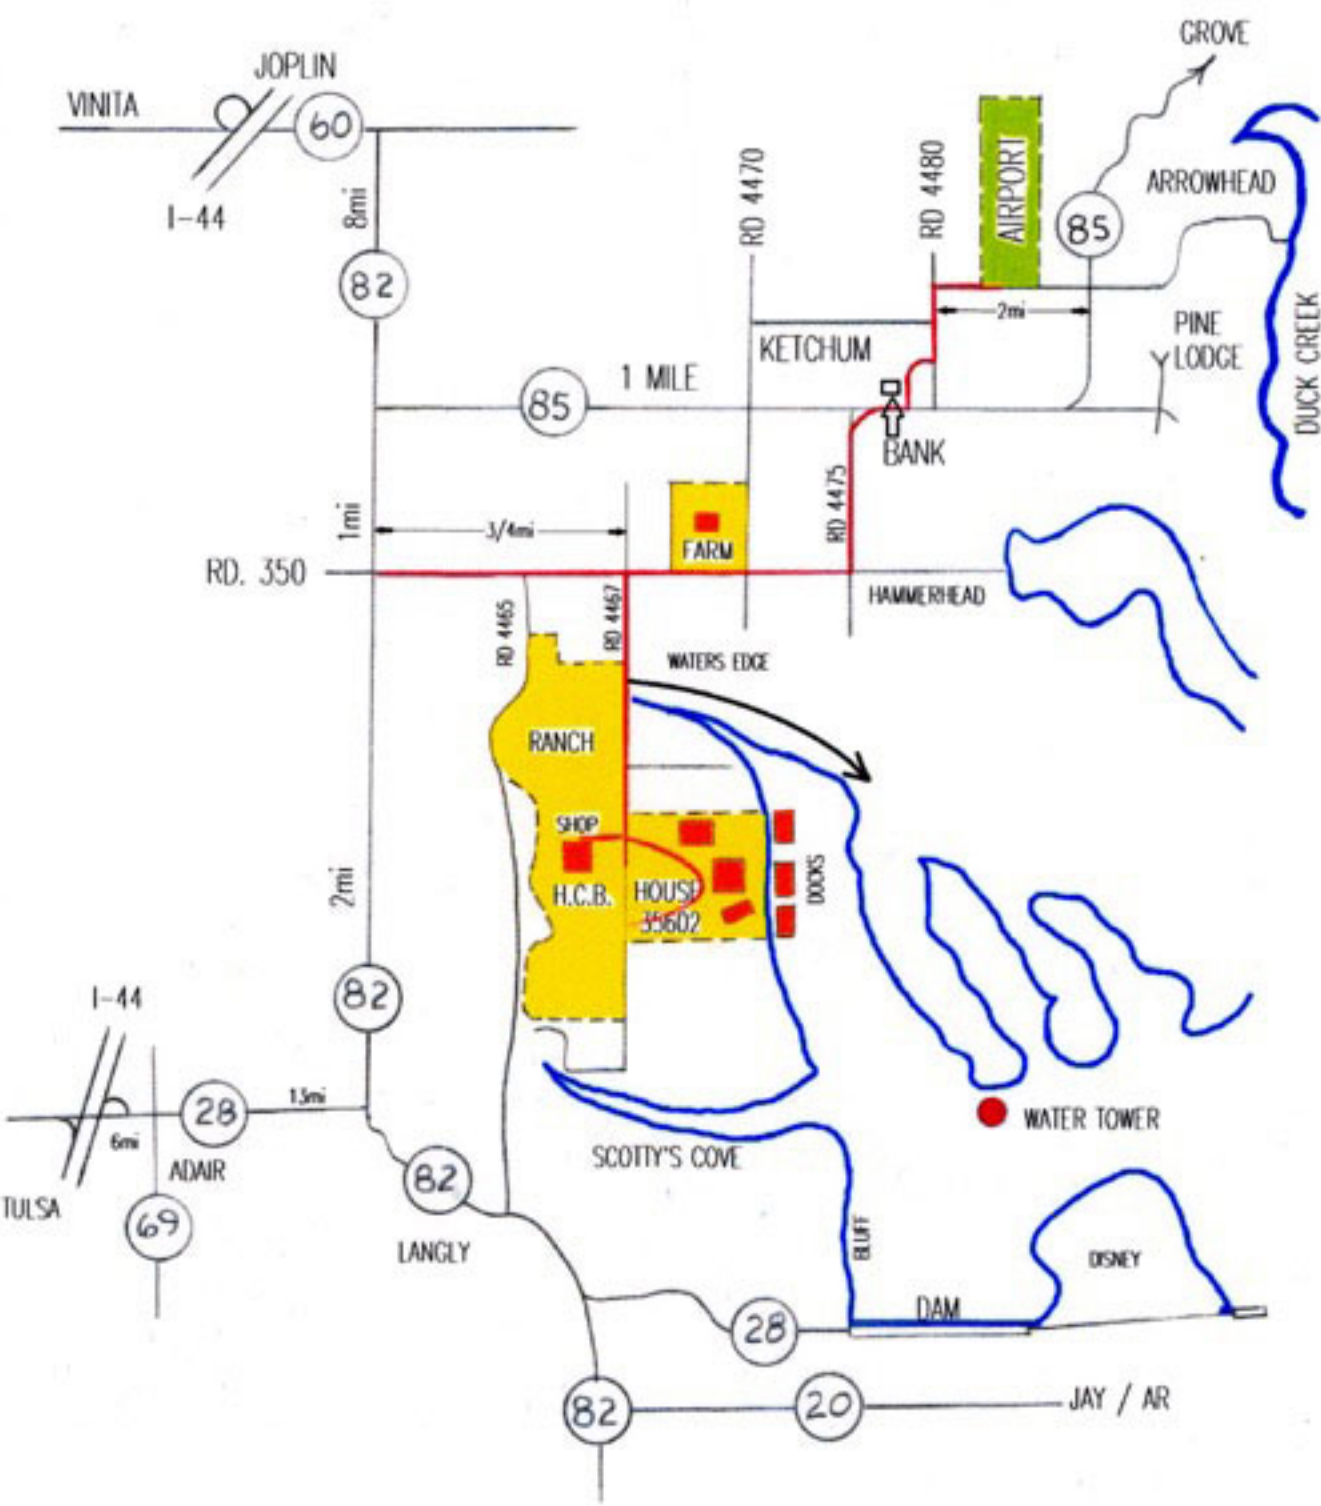 GROVE
JOPLIN
VINITA
60
I-44
8mi
82
RD 4470
RD 4480
AIRPORT
85
ARROWHEAD
2mi
KETCHUM
PINE
LODGE
DUCK CREEK
1 MILE
85
BANK
RD 4475
1mi
3/4mi
FARM
RD. 350
HAMMERHEAD
RD 4465
RD 4467
WATERS EDGE
RANCH
SHOP
H.C.B.
HOUSE
35602
DOCKS
2mi
82
I-44
28
13mi
6mi
ADAIR
TULSA
69
82
LANGLY
SCOTTY'S COVE
WATER TOWER
BLUFF
DISNEY
DAM
28
82
20
JAY / AR